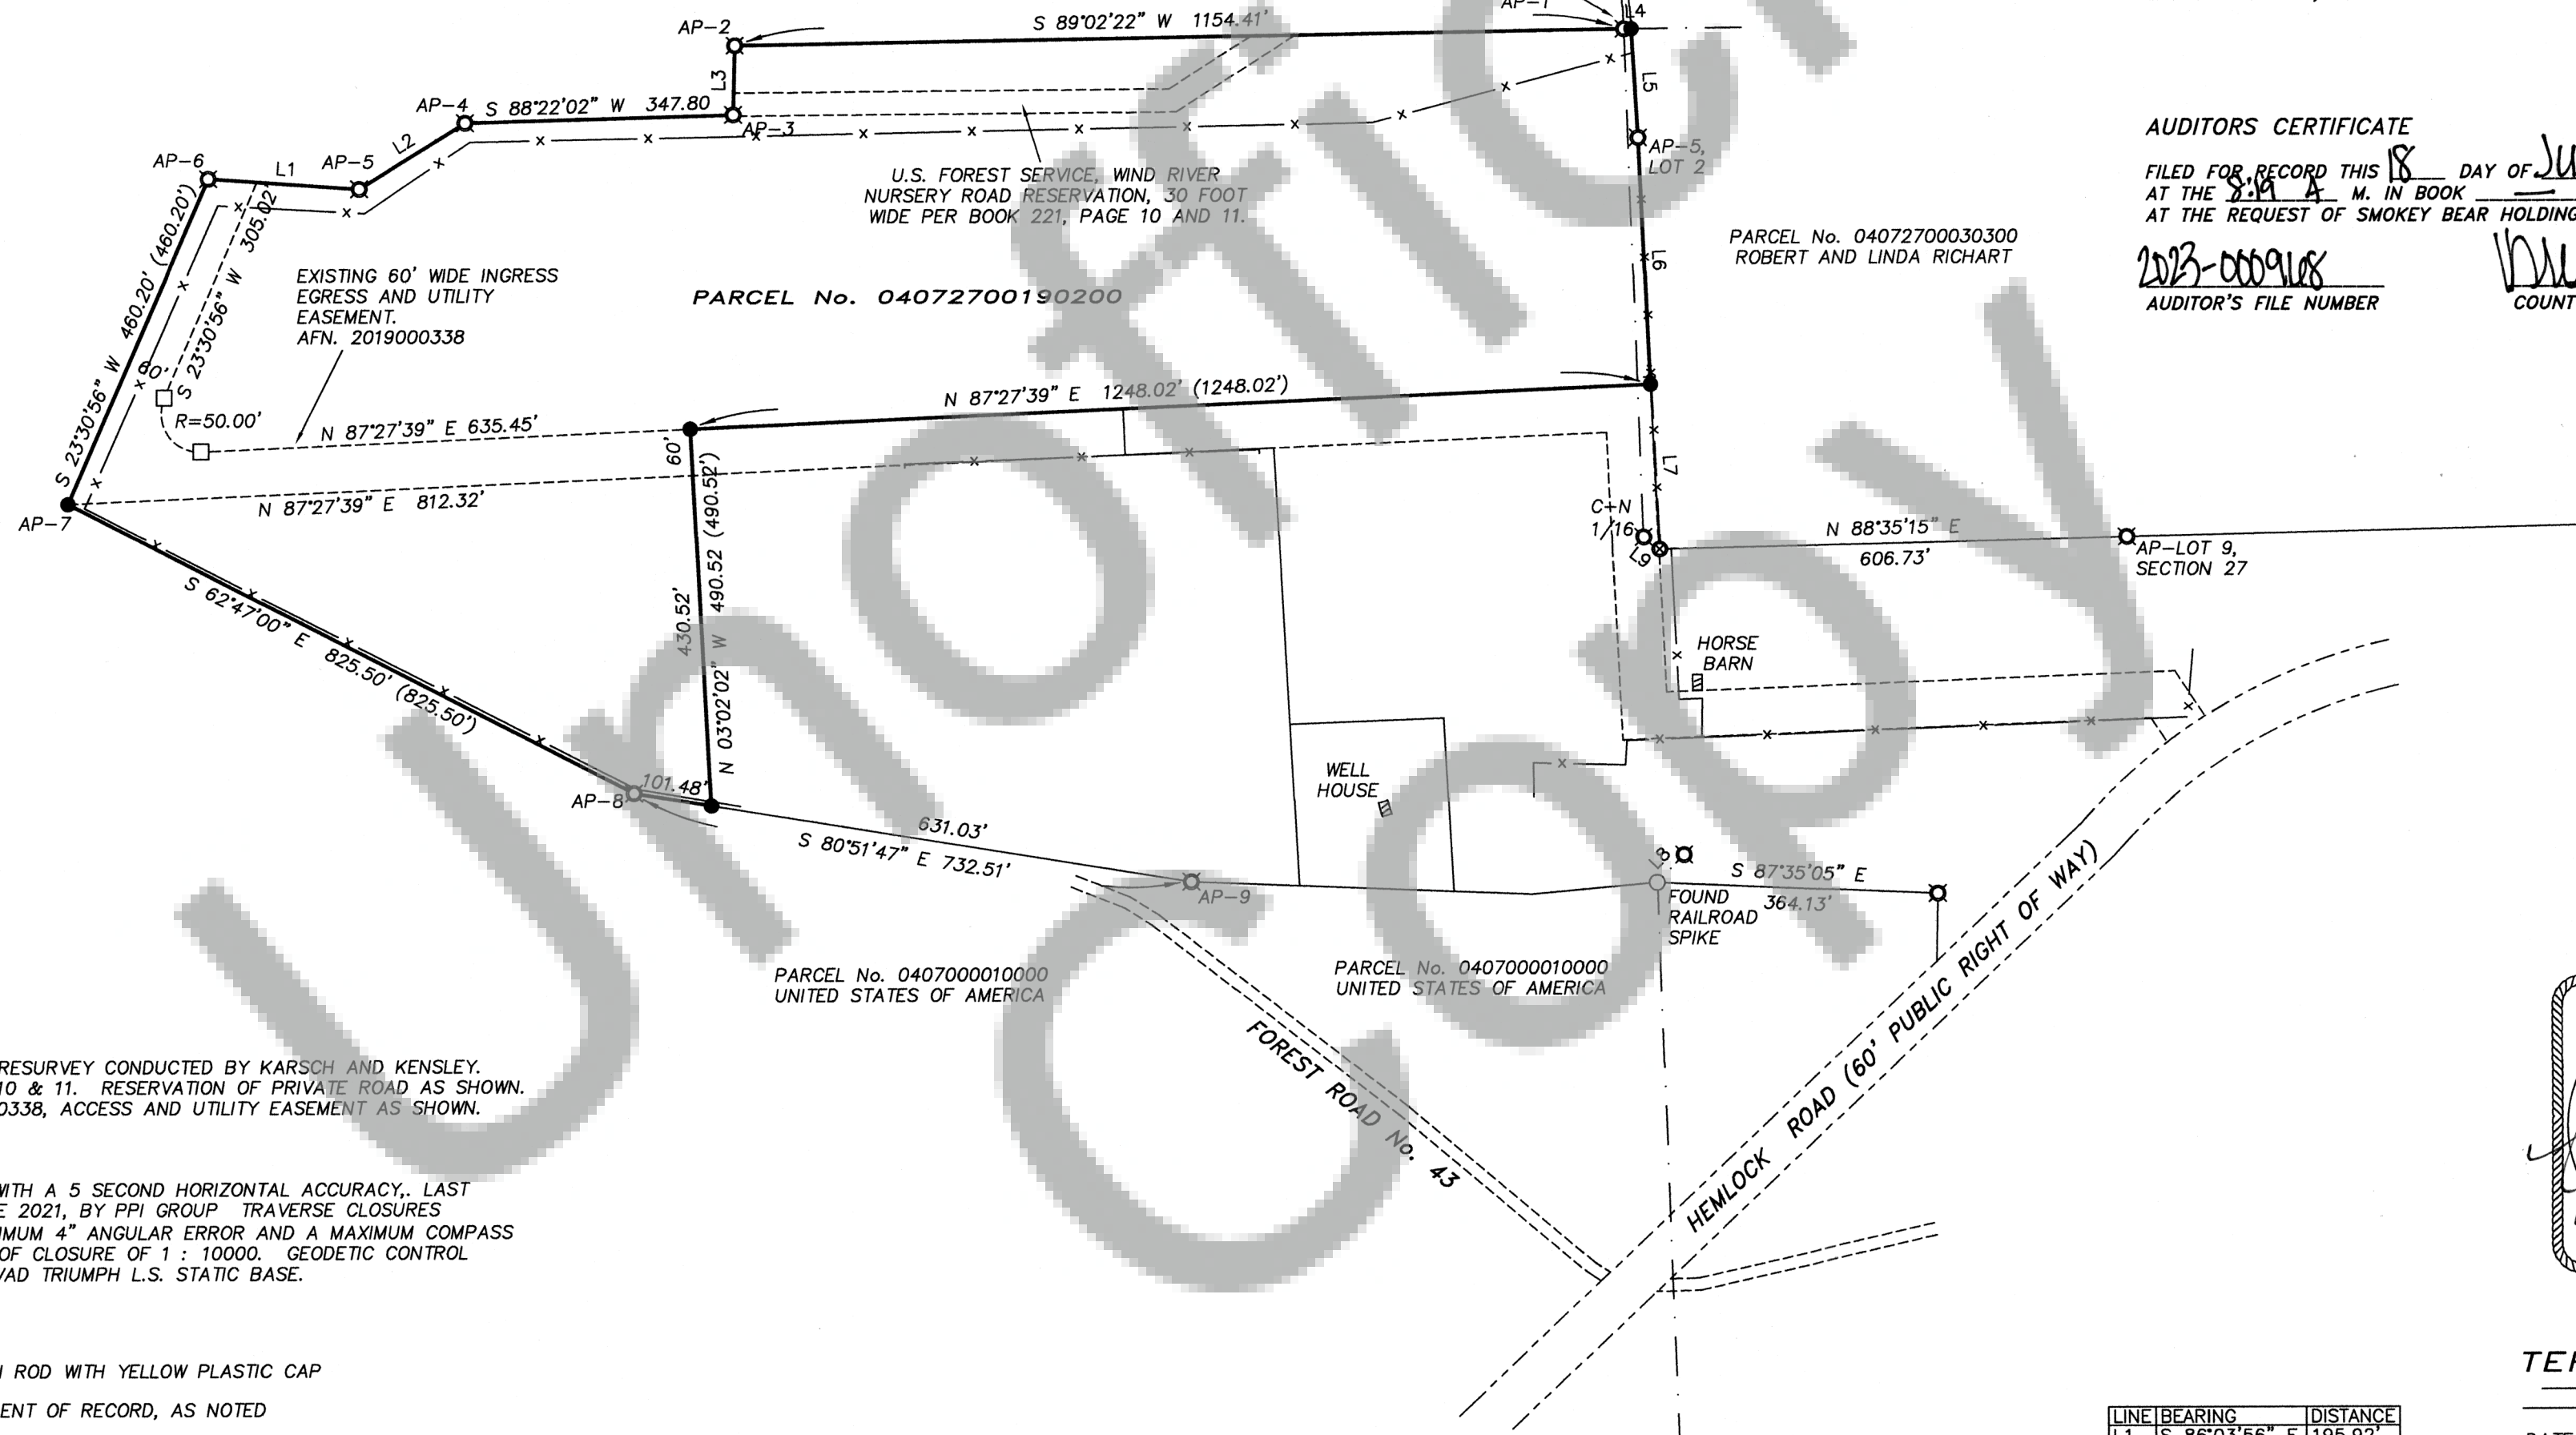 AP-2
S 89°02'22" W 1154.41'
AP-1
L4
L3
L5
AP-4
S 88°22'02" W 347.80
AP-3
AP-5,
LOT 2
L2
AP-6
L1
AP-5
U.S. FOREST SERVICE, WIND RIVER
NURSERY ROAD RESERVATION, 30 FOOT
WIDE PER BOOK 221, PAGE 10 AND 11.
AUDITORS CERTIFICATE
FILED FOR RECORD THIS 18 DAY OF
AT THE 8:19 A M. IN BOOK
AT THE REQUEST OF SMOKEY BEAR HOLDING
2023-000968
AUDITOR'S FILE NUMBER
COUNT
PARCEL No. 04072700030300
ROBERT AND LINDA RICHART
L6
S 23°30'56" W 460.20' (460.20')
S 23°30'56" W 305.02'
60'
EXISTING 60' WIDE INGRESS
EGRESS AND UTILITY
EASEMENT.
AFN. 2019000338
PARCEL No. 04072700190200
R=50.00'
N 87°27'39" E 635.45'
N 87°27'39" E 1248.02' (1248.02')
60'
N 87°27'39" E 812.32'
AP-7
L7
C+N
1/16
L9
N 88°35'15" E
606.73'
AP-LOT 9,
SECTION 27
S 62°47'00" E 825.50' (825.50')
430.52'
N 03°02'02" W 490.52 (490.52')
HORSE
BARN
WELL
HOUSE
AP-8
101.48'
631.03'
S 80°51'47" E 732.51'
AP-9
L8
S 87°35'05" E
364.13'
FOUND
RAILROAD
SPIKE
PARCEL No. 0407000010000
UNITED STATES OF AMERICA
PARCEL No. 0407000010000
UNITED STATES OF AMERICA
FOREST ROAD No. 43
HEMLOCK ROAD (60' PUBLIC RIGHT OF WAY)
RESURVEY CONDUCTED BY KARSCH AND KENSLEY.
10 & 11. RESERVATION OF PRIVATE ROAD AS SHOWN.
0338, ACCESS AND UTILITY EASEMENT AS SHOWN.
WITH A 5 SECOND HORIZONTAL ACCURACY,. LAST
E 2021, BY PPI GROUP TRAVERSE CLOSURES
IMUM 4" ANGULAR ERROR AND A MAXIMUM COMPASS
OF CLOSURE OF 1 : 10000. GEODETIC CONTROL
VAD TRIUMPH L.S. STATIC BASE.
ROD WITH YELLOW PLASTIC CAP
ENT OF RECORD, AS NOTED
LINE BEARING DISTANCE
L1 S 86°03'56" E 195.92'
Unofficial
Copy